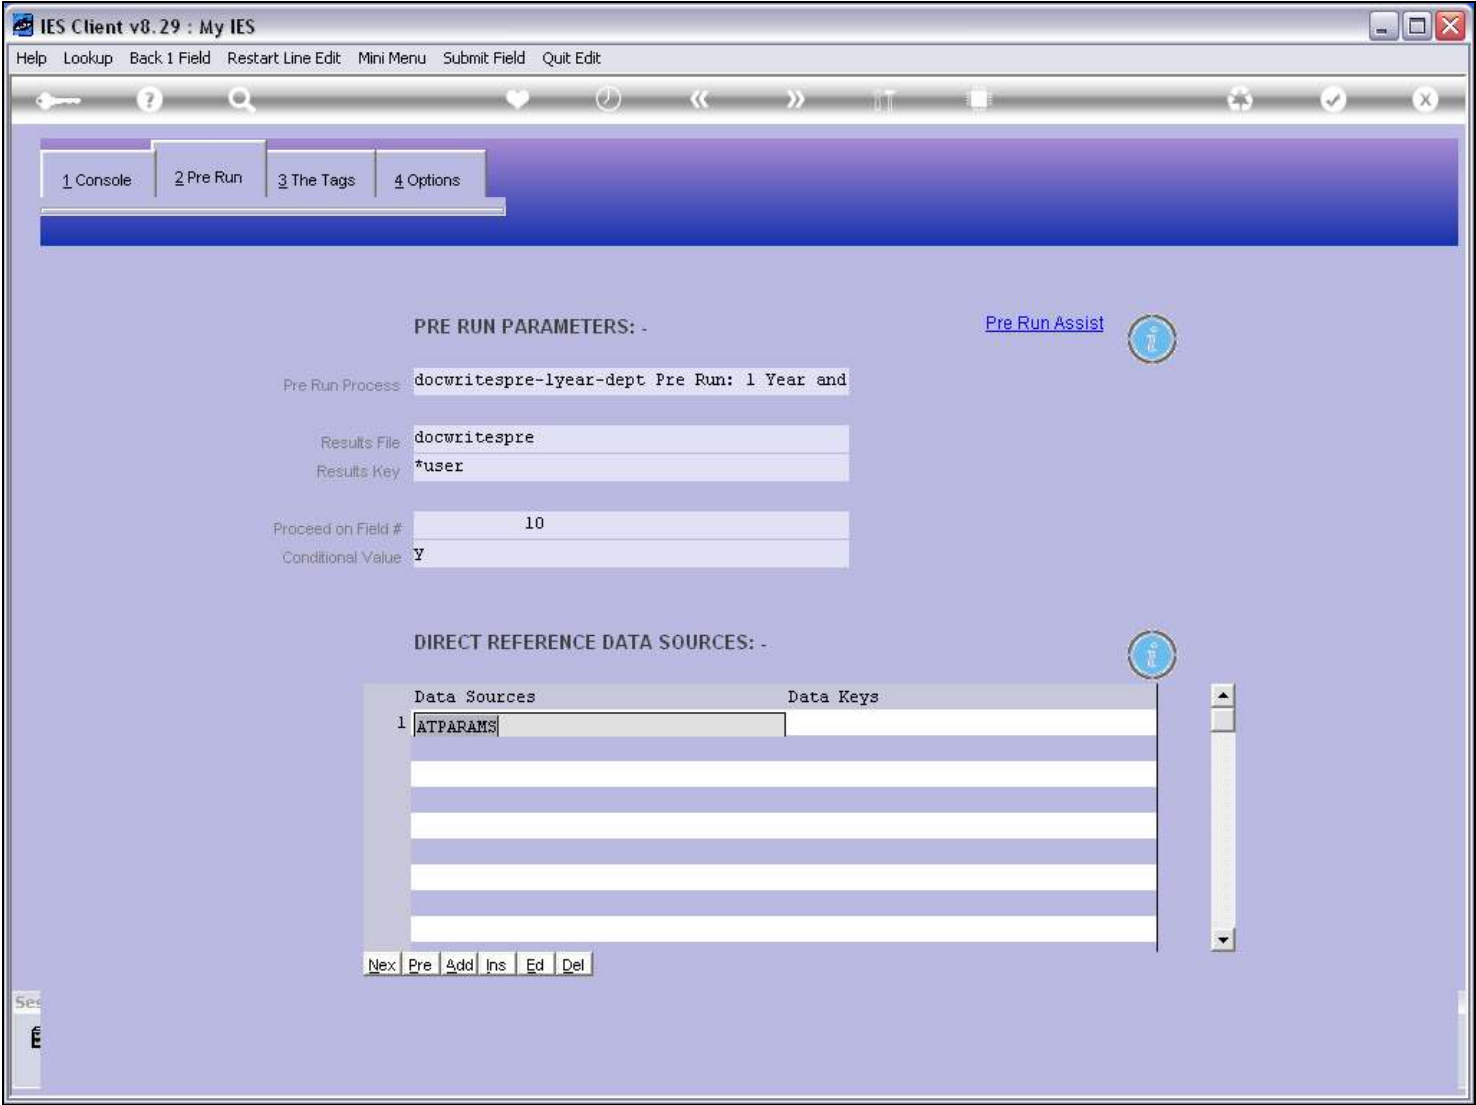 IES Client v8.29 : My IES
Help Lookup Back 1 Field Restart Line Edit Mini Menu Submit Field Quit Edit
1 Console 2 Pre Run 3 The Tags 4 Options
PRE RUN PARAMETERS: - Pre Run Assist
Pre Run Process docwritespre-1year-dept Pre Run: 1 Year and
Results File docwritespre
Results Key *user
Proceed on Field # 10
Conditional Value Y
DIRECT REFERENCE DATA SOURCES: -
Data Sources Data Keys
1 ATPARAMS
Nex Pre Add Ins Ed Del
Ses